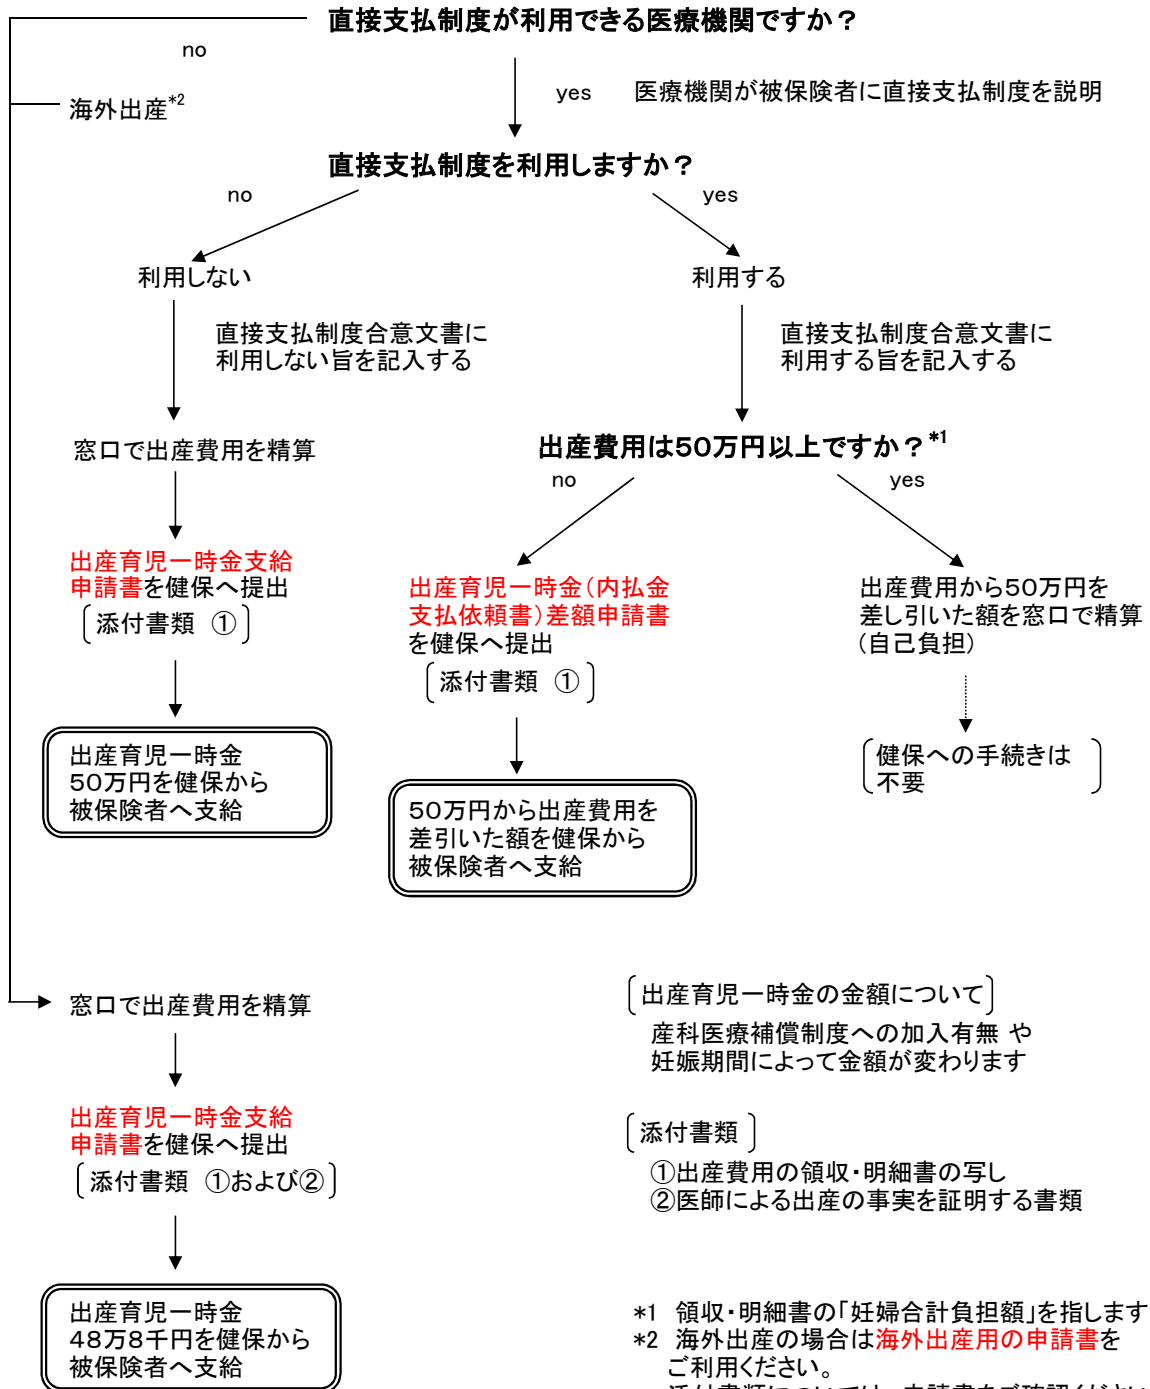 直接支払制度が利用できる医療機関ですか？
no
海外出産*2
yes 医療機関が被保険者に直接支払制度を説明
直接支払制度を利用しますか？
no
yes
利用しない
利用する
直接支払制度合意文書に
利用しない旨を記入する
直接支払制度合意文書に
利用する旨を記入する
窓口で出産費用を精算
出産費用は50万円以上ですか？*1
no
yes
出産育児一時金支給
申請書を健保へ提出
添付書類 ①
出産育児一時金（内払金
支払依頼書）差額申請書
を健保へ提出
添付書類 ①
出産費用から50万円を
差し引いた額を窓口で精算
（自己負担）
出産育児一時金
50万円を健保から
被保険者へ支給
50万円から出産費用を
差引いた額を健保から
被保険者へ支給
健保への手続きは
不要
窓口で出産費用を精算
出産育児一時金支給
申請書を健保へ提出
添付書類 ①および②
出産育児一時金
48万8千円を健保から
被保険者へ支給
出産育児一時金の金額について
産科医療補償制度への加入有無 や
妊娠期間によって金額が変わります
添付書類
①出産費用の領収・明細書の写し
②医師による出産の事実を証明する書類
*1 領収・明細書の「妊婦合計負担額」を指します
*2 海外出産の場合は海外出産用の申請書を
ご利用ください。
添付書類については、申請書をご確認ください